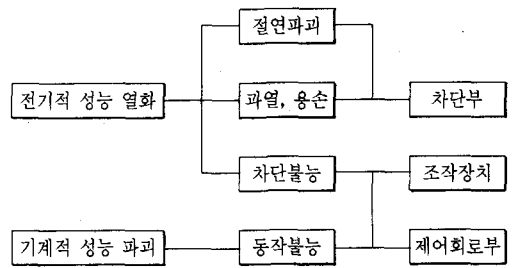 절연파괴
전기적 성능 열화
과열, 용손
차단부
차단불능
조작장치
기계적 성능 파괴
동작불능
제어회로부